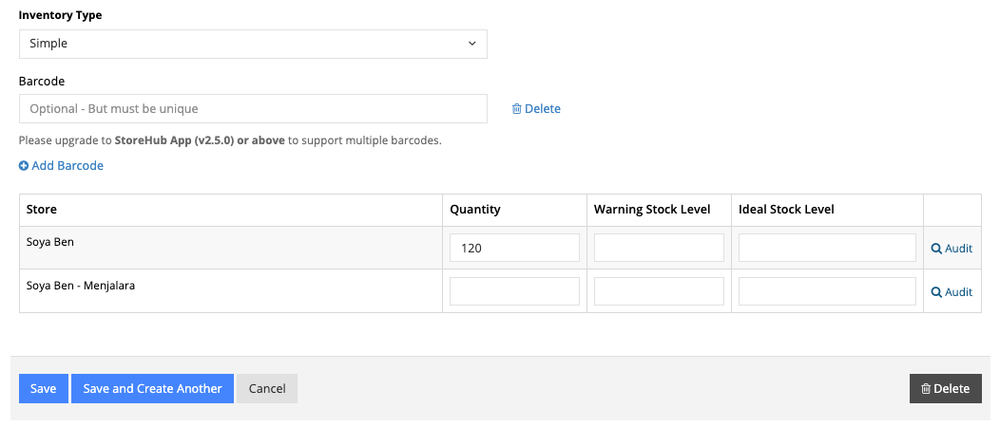 Inventory Type
Simple
Barcode
Optional - But must be unique
Delete
Please upgrade to StoreHub App (v2.5.0) or above to support multiple barcodes.
Add Barcode
Store Quantity Warning Stock Level Ideal Stock Level
Soya Ben 120 Audit
Soya Ben - Menjalara Audit
Save Save and Create Another Cancel Delete